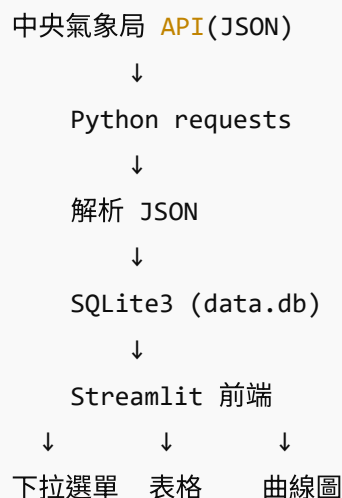 中央氣象局 API(JSON)
↓
Python requests
↓
解析 JSON
↓
SQLite3 (data.db)
↓
Streamlit 前端
↓ ↓ ↓
下拉選單 表格 曲線圖